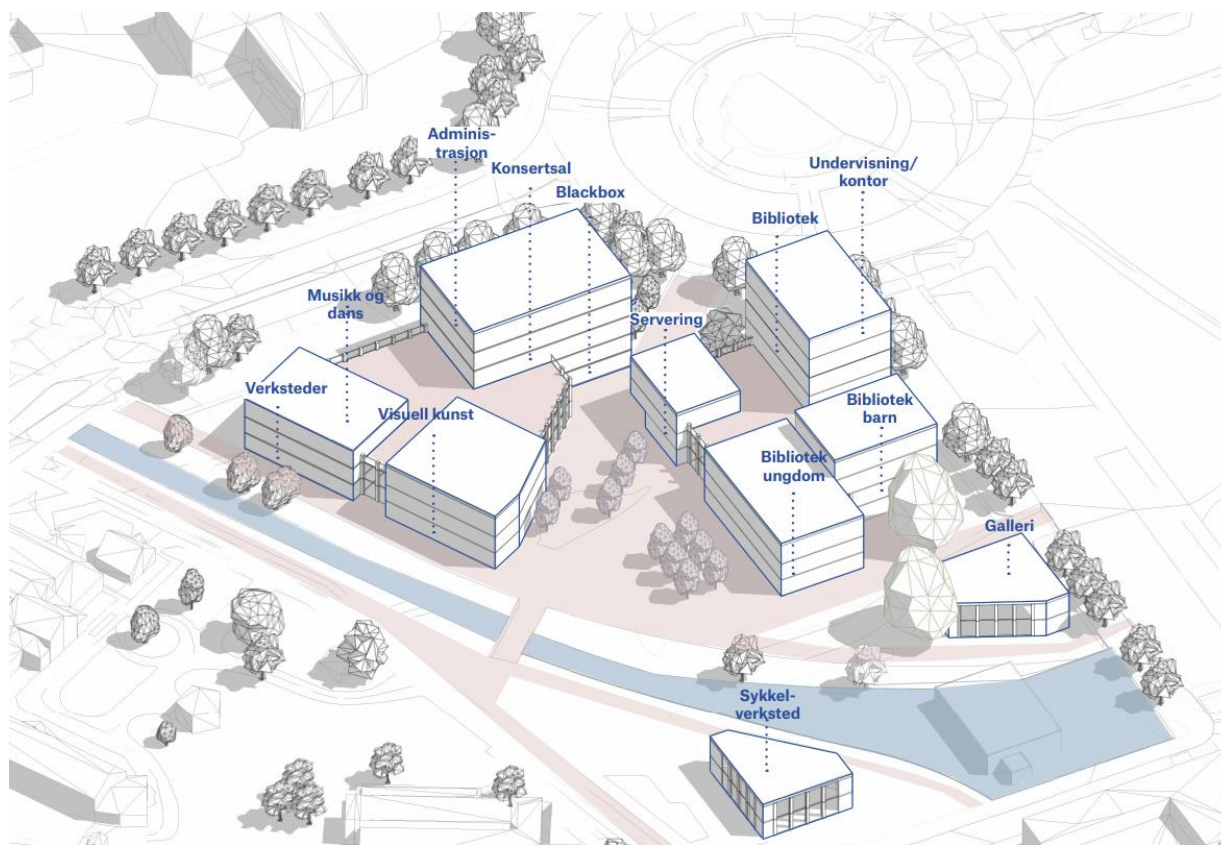 Adminis-
trasjon
Konsertsal
Blackbox
Undervisning/
kontor
Bibliotek
Musikk og
dans
Servering
Verksteder
Visuell kunst
Bibliotek
barn
Bibliotek
ungdom
Galleri
Sykkel-
verksted